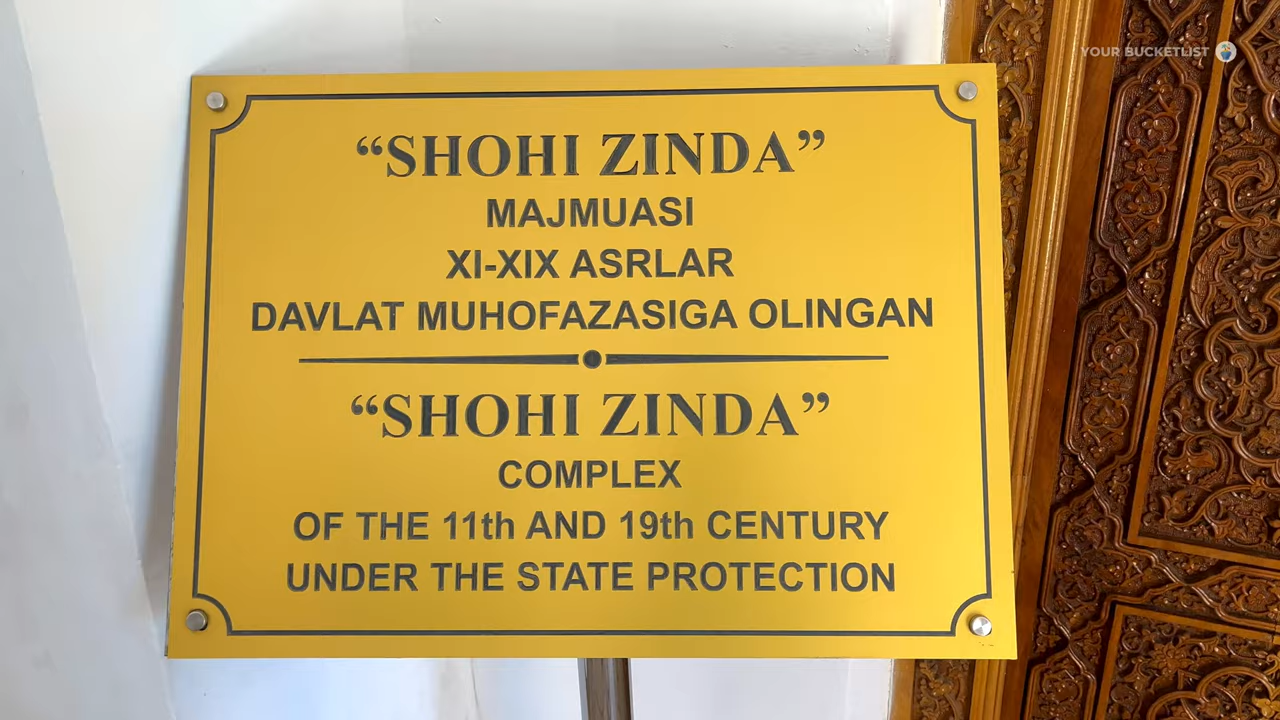 YOUR BUCKETLIST
“SHOHI ZINDA”
MAJMUASI
XI-XIX ASRLAR
DAVLAT MUHOFAZASIGA OLINGAN
“SHOHI ZINDA”
COMPLEX
OF THE 11th AND 19th CENTURY
UNDER THE STATE PROTECTION